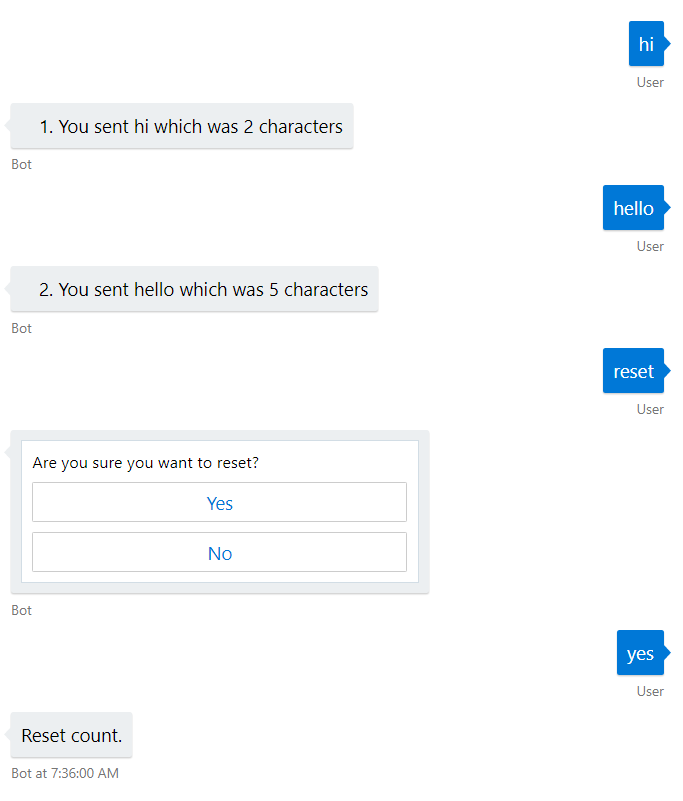 hi
User
1. You sent hi which was 2 characters
Bot
hello
User
2. You sent hello which was 5 characters
Bot
reset
User
Are you sure you want to reset?
Yes
No
Bot
yes
User
Reset count.
Bot at 7:36:00 AM